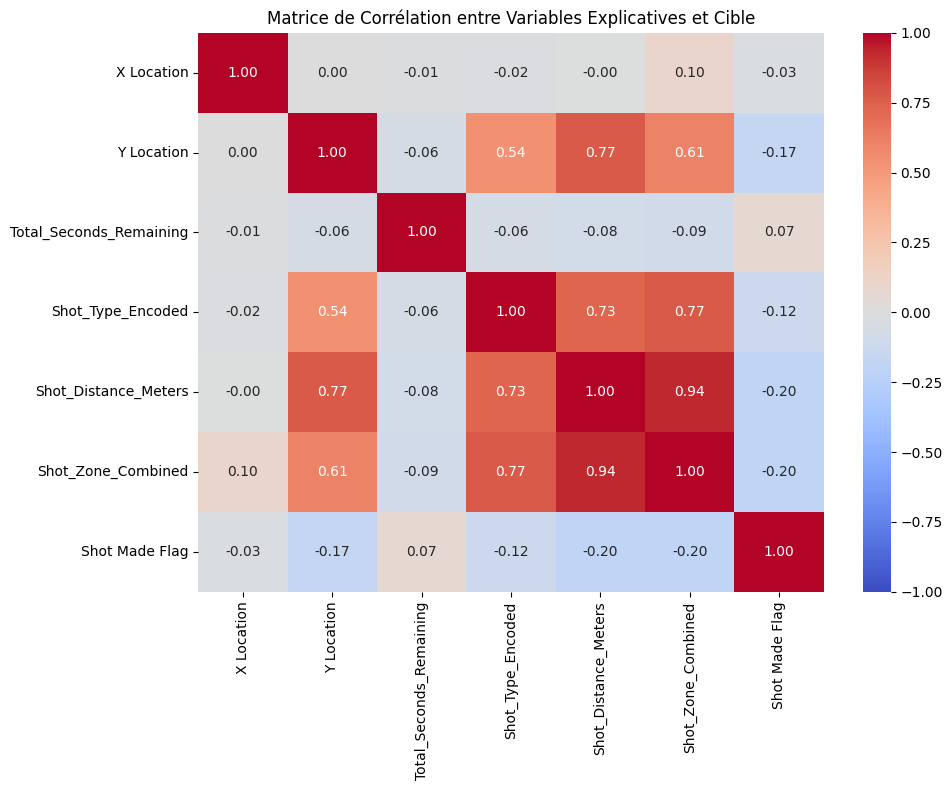 Matrice de Corrélation entre Variables Explicatives et Cible
X Location 1.00 0.00 -0.01 -0.02 -0.00 0.10 -0.03
Y Location 0.00 1.00 -0.06 0.54 0.77 0.61 -0.17
Total_Seconds_Remaining -0.01 -0.06 1.00 -0.06 -0.08 -0.09 0.07
Shot_Type_Encoded -0.02 0.54 -0.06 1.00 0.73 0.77 -0.12
Shot_Distance_Meters -0.00 0.77 -0.08 0.73 1.00 0.94 -0.20
Shot_Zone_Combined 0.10 0.61 -0.09 0.77 0.94 1.00 -0.20
Shot Made Flag -0.03 -0.17 0.07 -0.12 -0.20 -0.20 1.00
X Location
Y Location
Total_Seconds_Remaining
Shot_Type_Encoded
Shot_Distance_Meters
Shot_Zone_Combined
Shot Made Flag
1.00
0.75
0.50
0.25
0.00
−0.25
−0.50
−0.75
−1.00